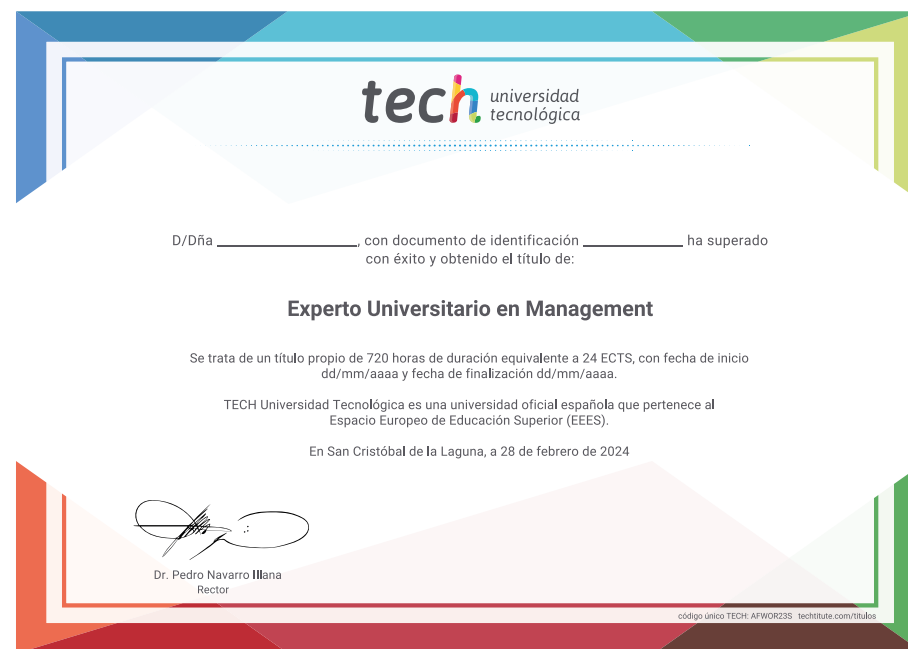 tech universidad
tecnológica
D/Dña ______________, con documento de identificación __________ ha superado
con éxito y obtenido el título de:
Experto Universitario en Management
Se trata de un título propio de 720 horas de duración equivalente a 24 ECTS, con fecha de inicio
dd/mm/aaaa y fecha de finalización dd/mm/aaaa.
TECH Universidad Tecnológica es una universidad oficial española que pertenece al
Espacio Europeo de Educación Superior (EEES).
En San Cristóbal de la Laguna, a 28 de febrero de 2024
Dr. Pedro Navarro Illana
Rector
código único TECH: AFWOR23S techtitute.com/titulos